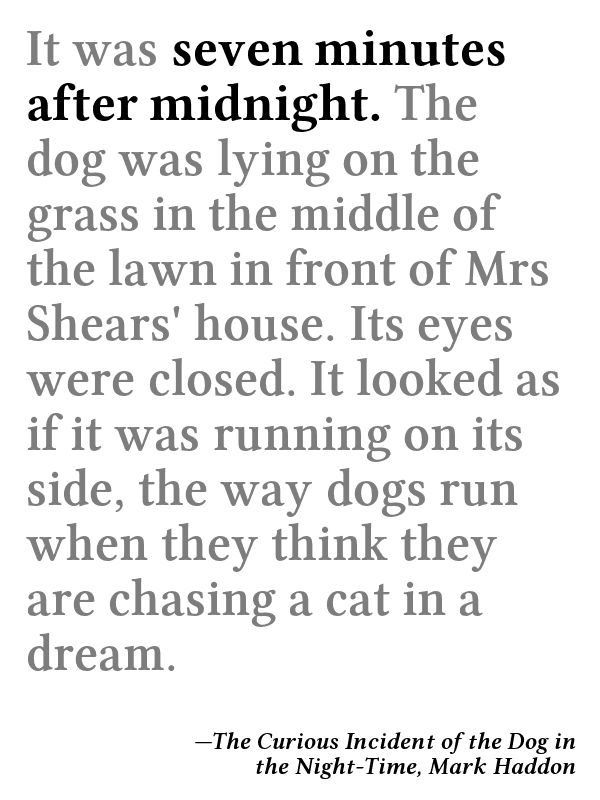 It was seven minutes
after midnight. The
dog was lying on the
grass in the middle of
the lawn in front of Mrs
Shears' house. Its eyes
were closed. It looked as
if it was running on its
side, the way dogs run
when they think they
are chasing a cat in a
dream.
—The Curious Incident of the Dog in
the Night-Time, Mark Haddon